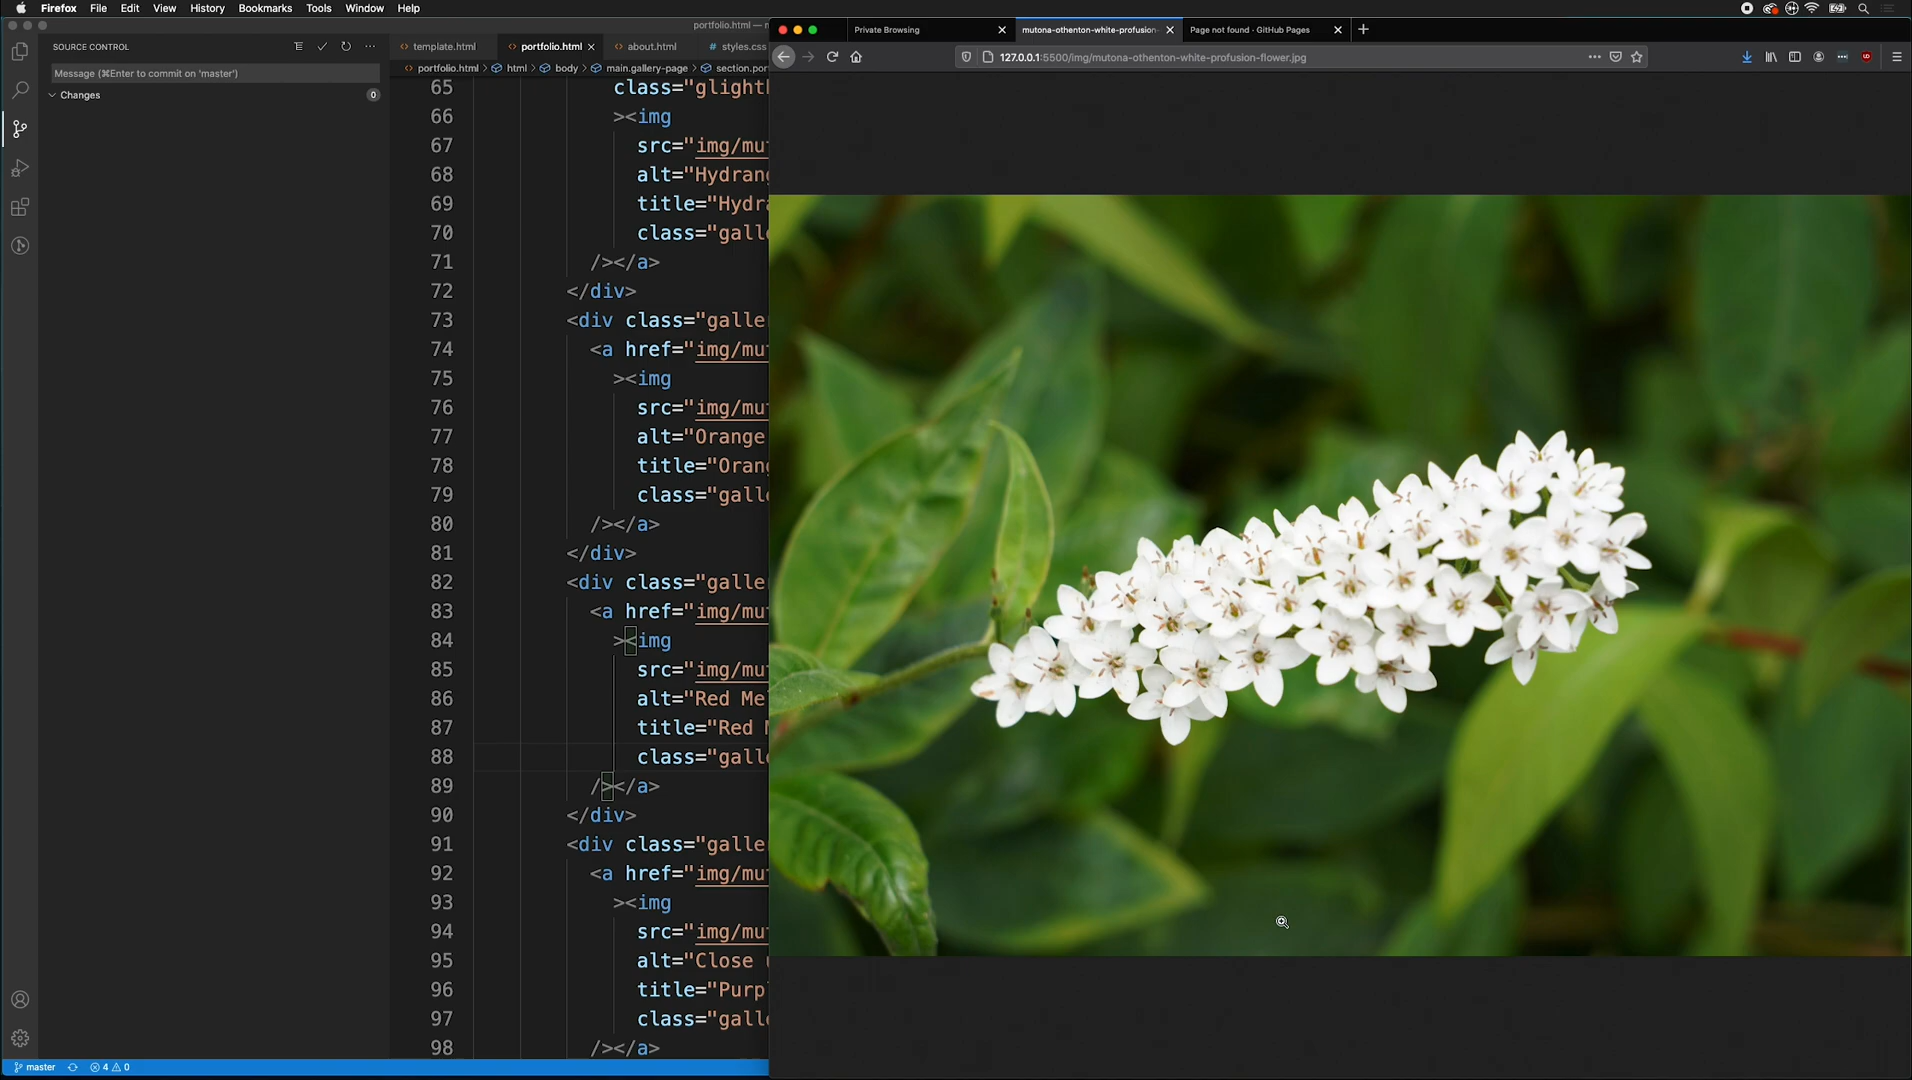 Firefox File Edit View History Bookmarks Tools Window Help
portfolio.html
SOURCE CONTROL
Message (⌘Enter to commit on 'master')
Changes 0
template.html portfolio.html about.html # styles.css
portfolio.html > html > body > main.gallery-page > section.por
65 class="glight
66 ><img
67 src="img/mu
68 alt="Hydran
69 title="Hydr
70 class="gall
71 /></a>
72 </div>
73 <div class="galle
74 <a href="img/mu
75 ><img
76 src="img/mu
77 alt="Orange
78 title="Oran
79 class="gall
80 /></a>
81 </div>
82 <div class="galle
83 <a href="img/mu
84 ><img
85 src="img/mu
86 alt="Red Me
87 title="Red
88 class="gall
89 /></a>
90 </div>
91 <div class="galle
92 <a href="img/mu
93 ><img
94 src="img/mu
95 alt="Close
96 title="Purp
97 class="gall
98 /></a>
master 4 0
Private Browsing mutona-othenton-white-profusion- Page not found · GitHub Pages
127.0.0.1:5500/img/mutona-othenton-white-profusion-flower.jpg